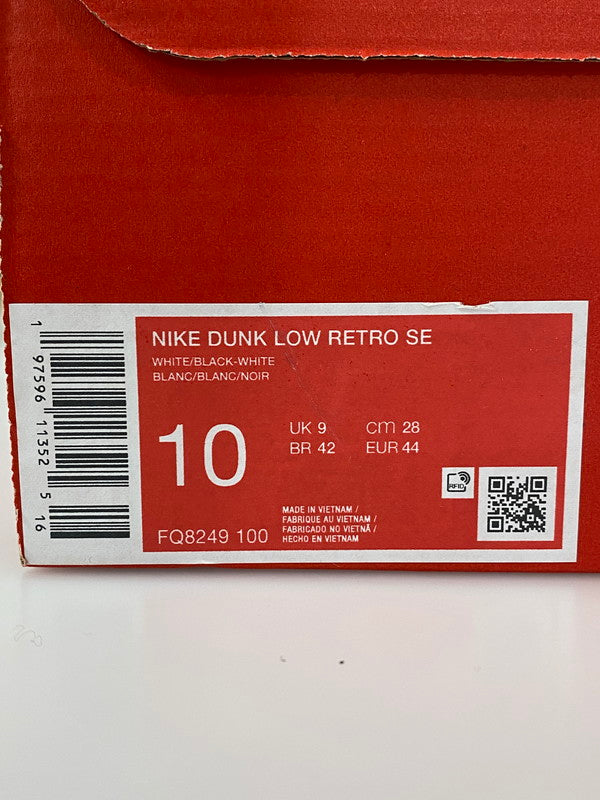 NIKE DUNK LOW RETRO SE
WHITE/BLACK-WHITE
BLANC/BLANC/NOIR
10
UK 9 cm 28
BR 42 EUR 44
RFID
MADE IN VIETNAM /
FABRIQUE AU VIETNAM /
FABRICADO NO VIETNÃ /
HECHO EN VIETNAM
FQ8249 100
1 97596 11352 5 16